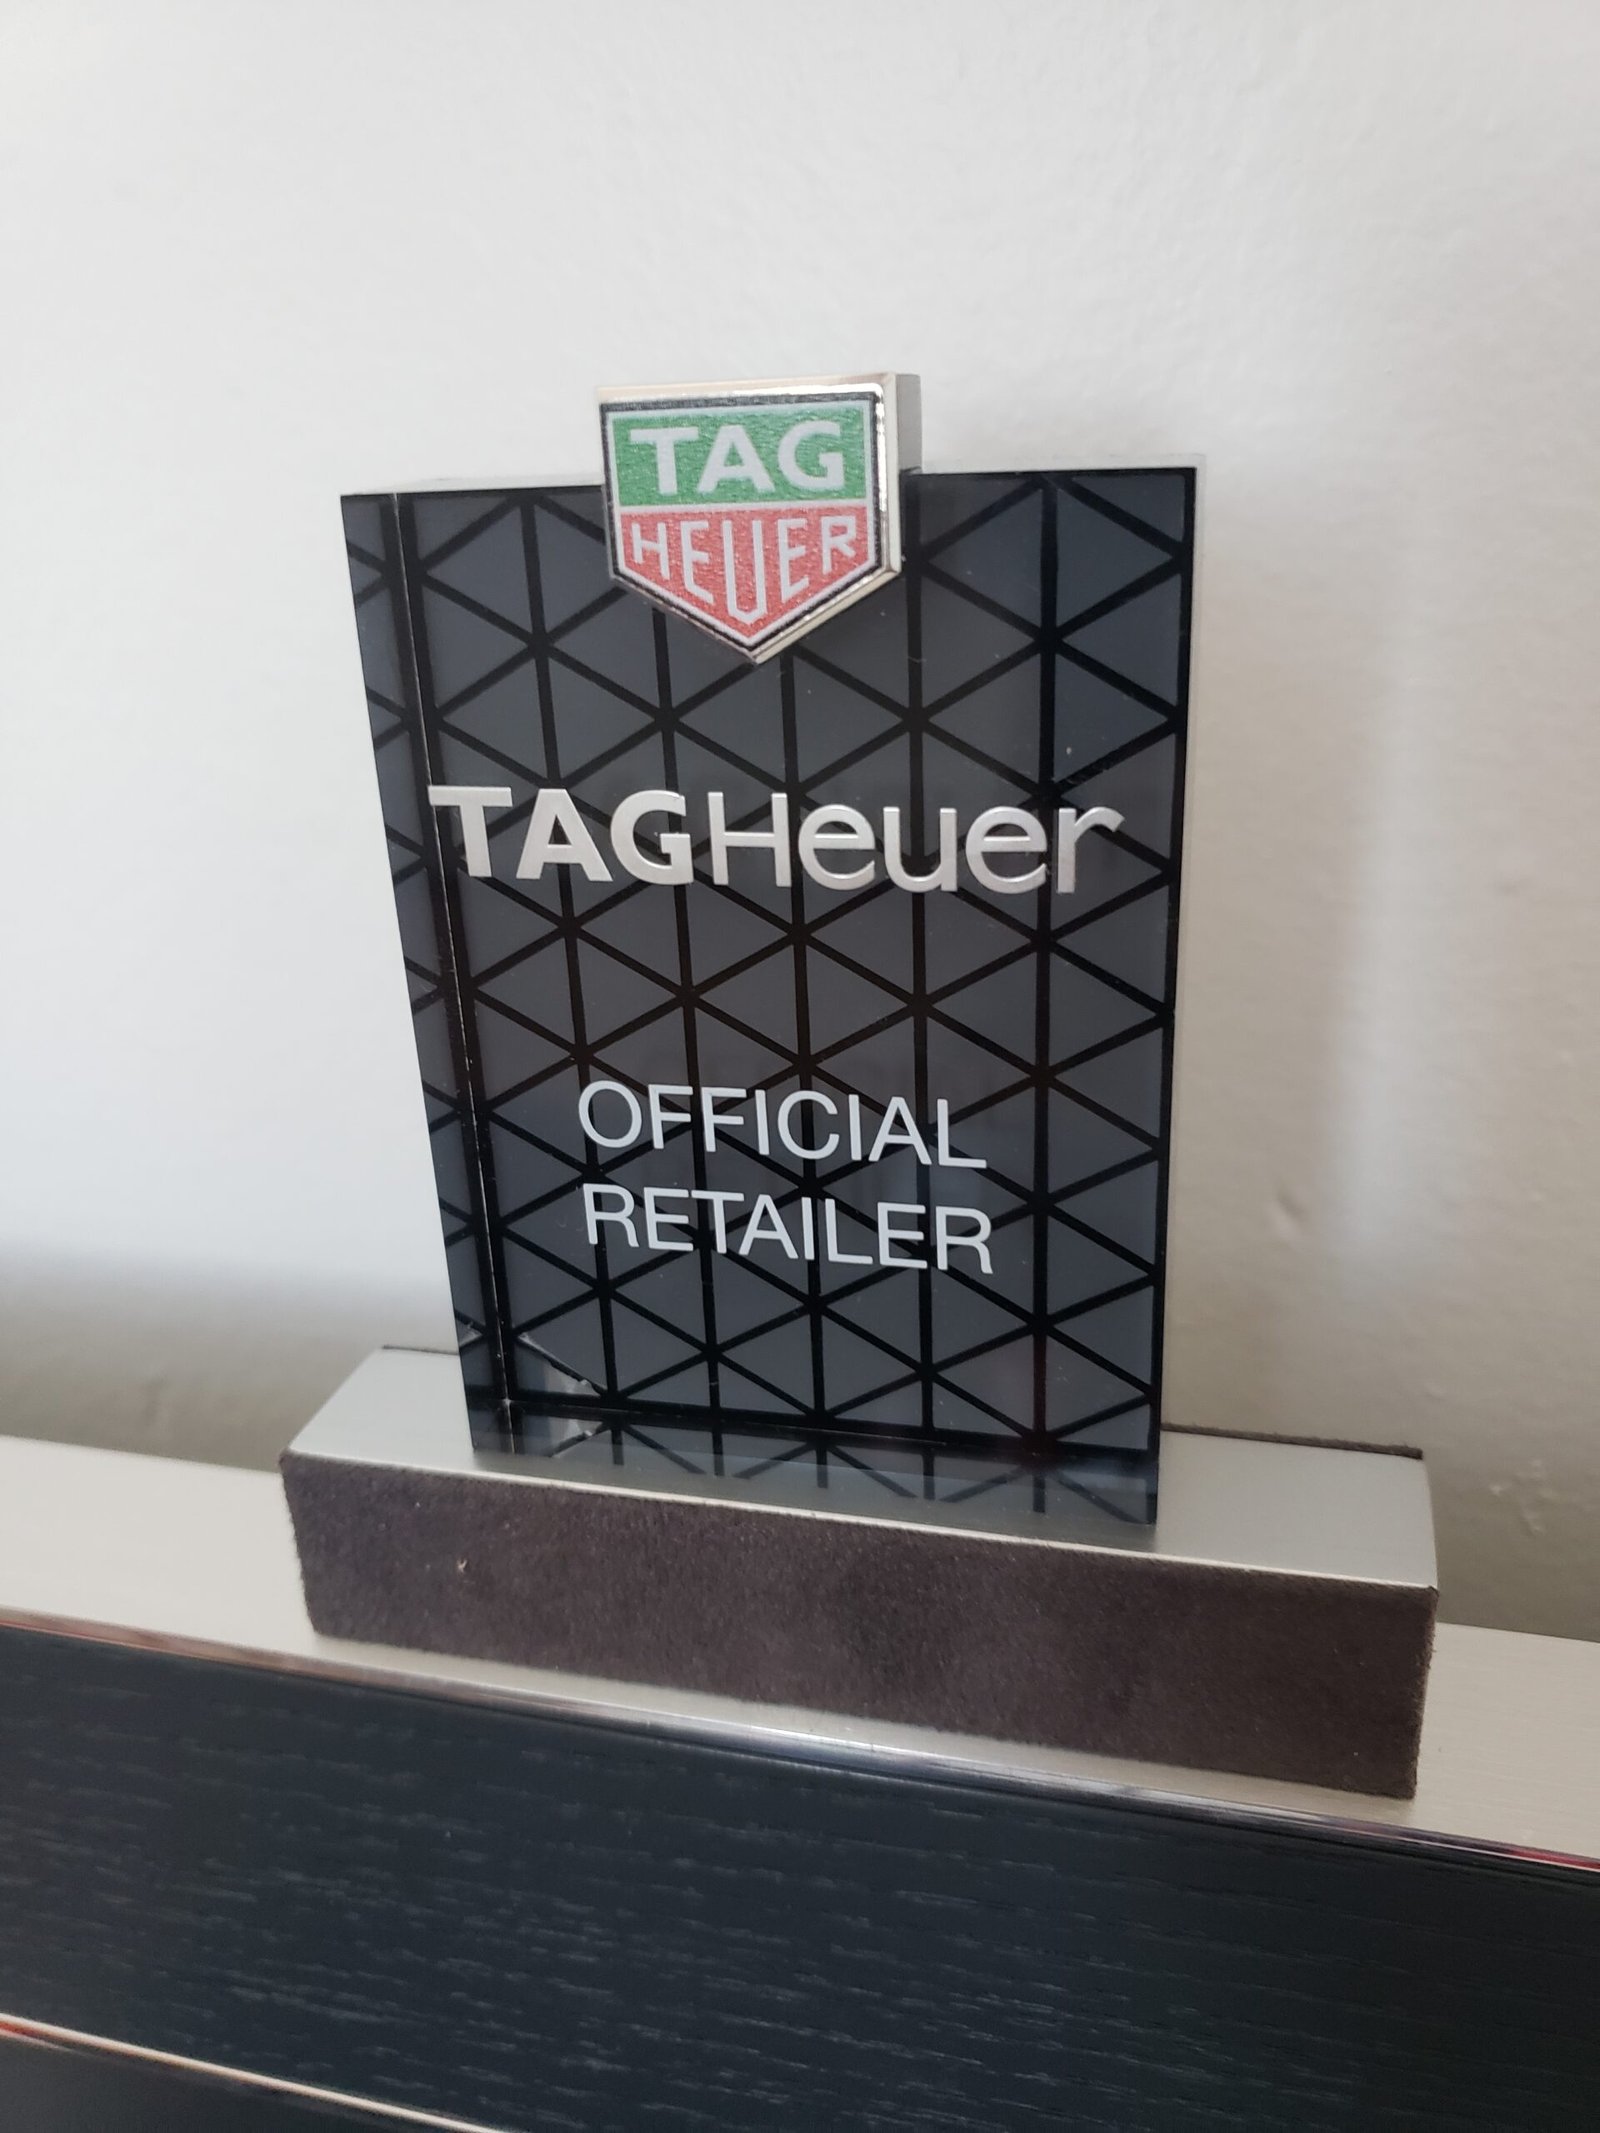 TAG
HEUER
TAGHeuer
OFFICIAL
RETAILER